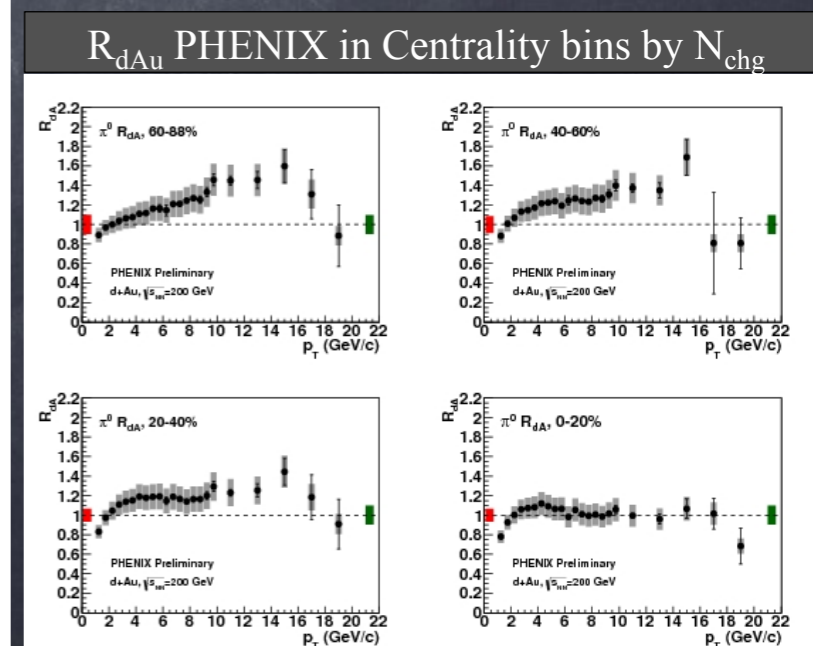 R_dAu PHENIX in Centrality bins by N_chg
R_dA
2.2
2
1.8
1.6
1.4
1.2
1
0.8
0.6
0.4
0.2
0
π⁰ R_dA, 60-88%
PHENIX Preliminary
d+Au, √s_NN=200 GeV
0 2 4 6 8 10 12 14 16 18 20 22
p_T (GeV/c)
R_dA
2.2
2
1.8
1.6
1.4
1.2
1
0.8
0.6
0.4
0.2
0
π⁰ R_dA, 40-60%
PHENIX Preliminary
d+Au, √s_NN=200 GeV
0 2 4 6 8 10 12 14 16 18 20 22
p_T (GeV/c)
R_dA
2.2
2
1.8
1.6
1.4
1.2
1
0.8
0.6
0.4
0.2
0
π⁰ R_dA, 20-40%
PHENIX Preliminary
d+Au, √s_NN=200 GeV
0 2 4 6 8 10 12 14 16 18 20 22
p_T (GeV/c)
R_dA
2.2
2
1.8
1.6
1.4
1.2
1
0.8
0.6
0.4
0.2
0
π⁰ R_dA, 0-20%
PHENIX Preliminary
d+Au, √s_NN=200 GeV
0 2 4 6 8 10 12 14 16 18 20 22
p_T (GeV/c)